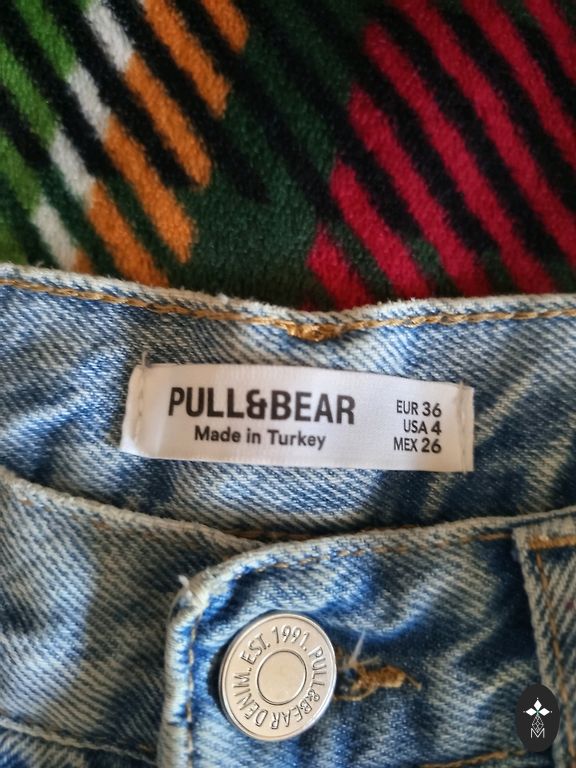 PULL&BEAR
Made in Turkey
EUR 36
USA 4
MEX 26
EST. 1991. PULL&BEAR DENIM.
M